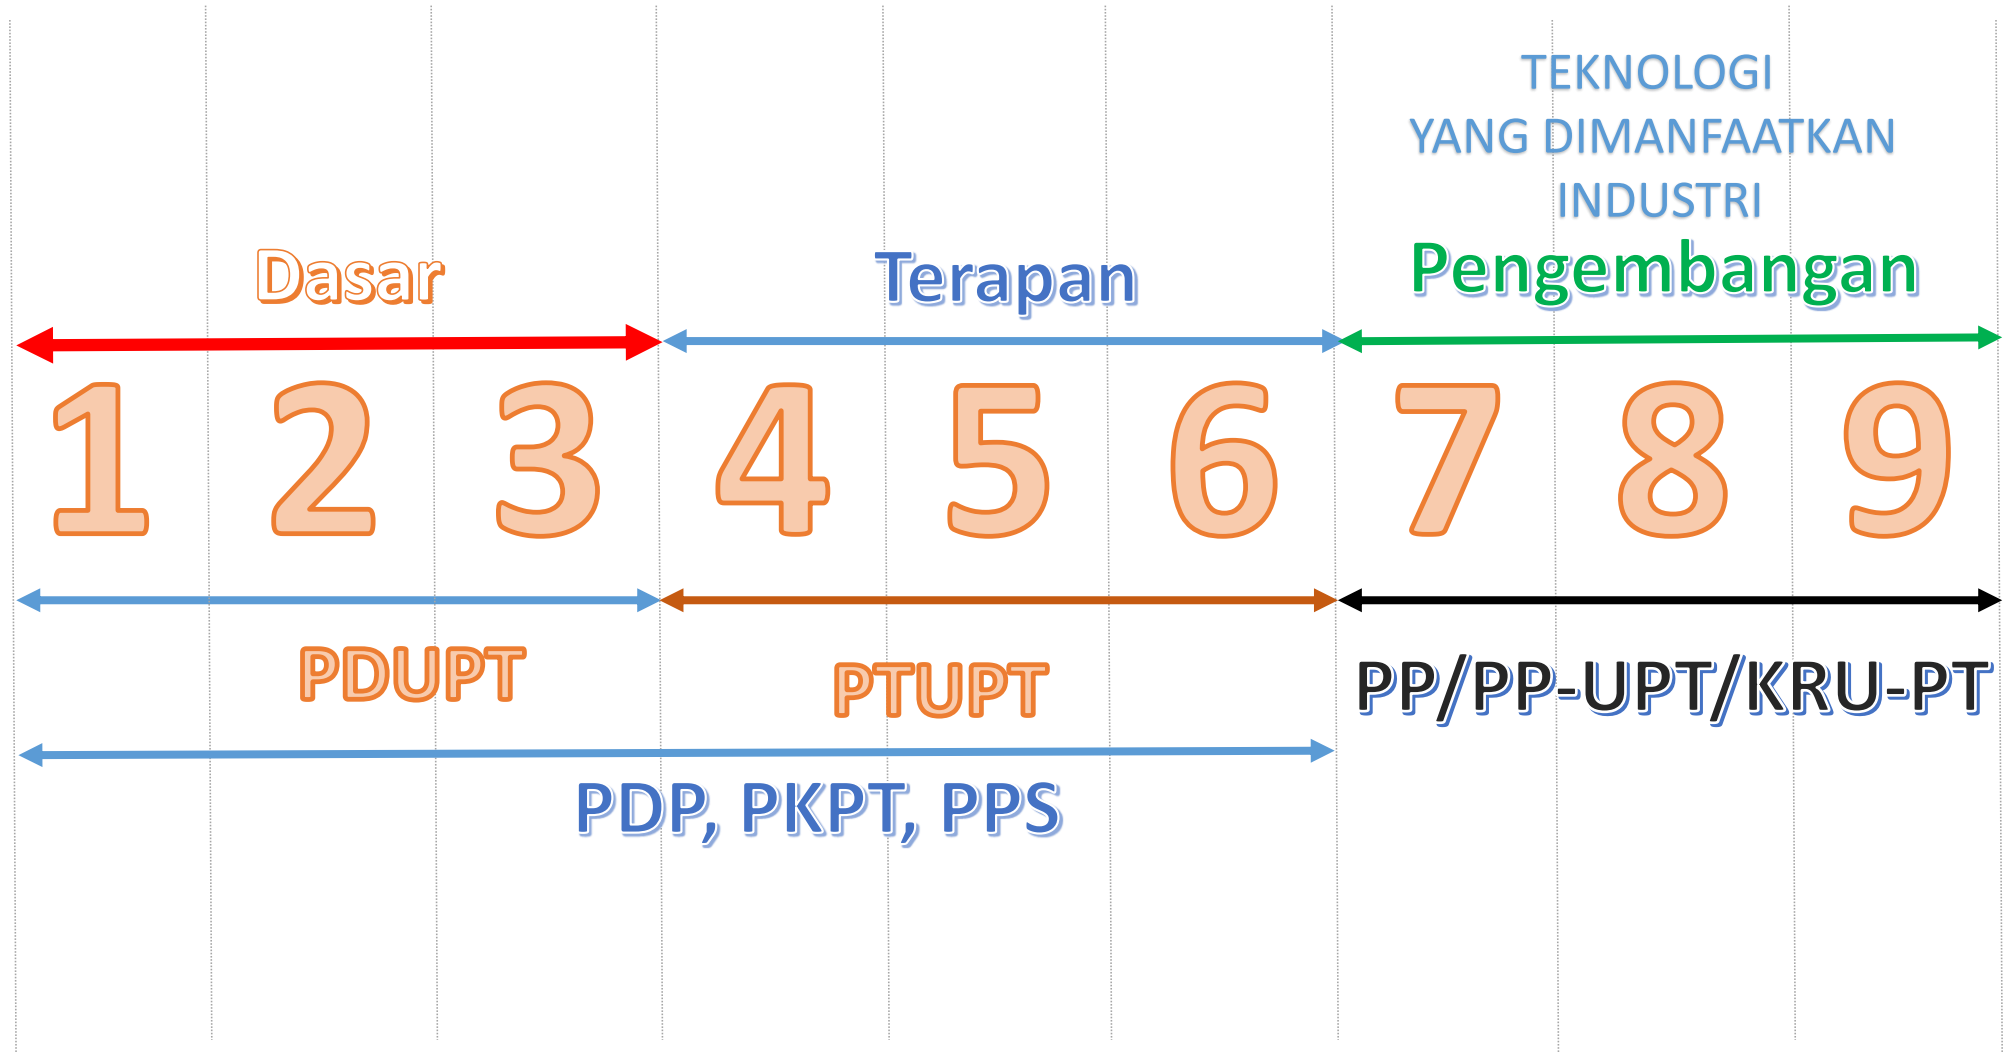 TEKNOLOGI
YANG DIMANFAATKAN
INDUSTRI
Dasar Terapan Pengembangan
1 2 3 4 5 6 7 8 9
PDUPT PTUPT PP/PP-UPT/KRU-PT
PDP, PKPT, PPS